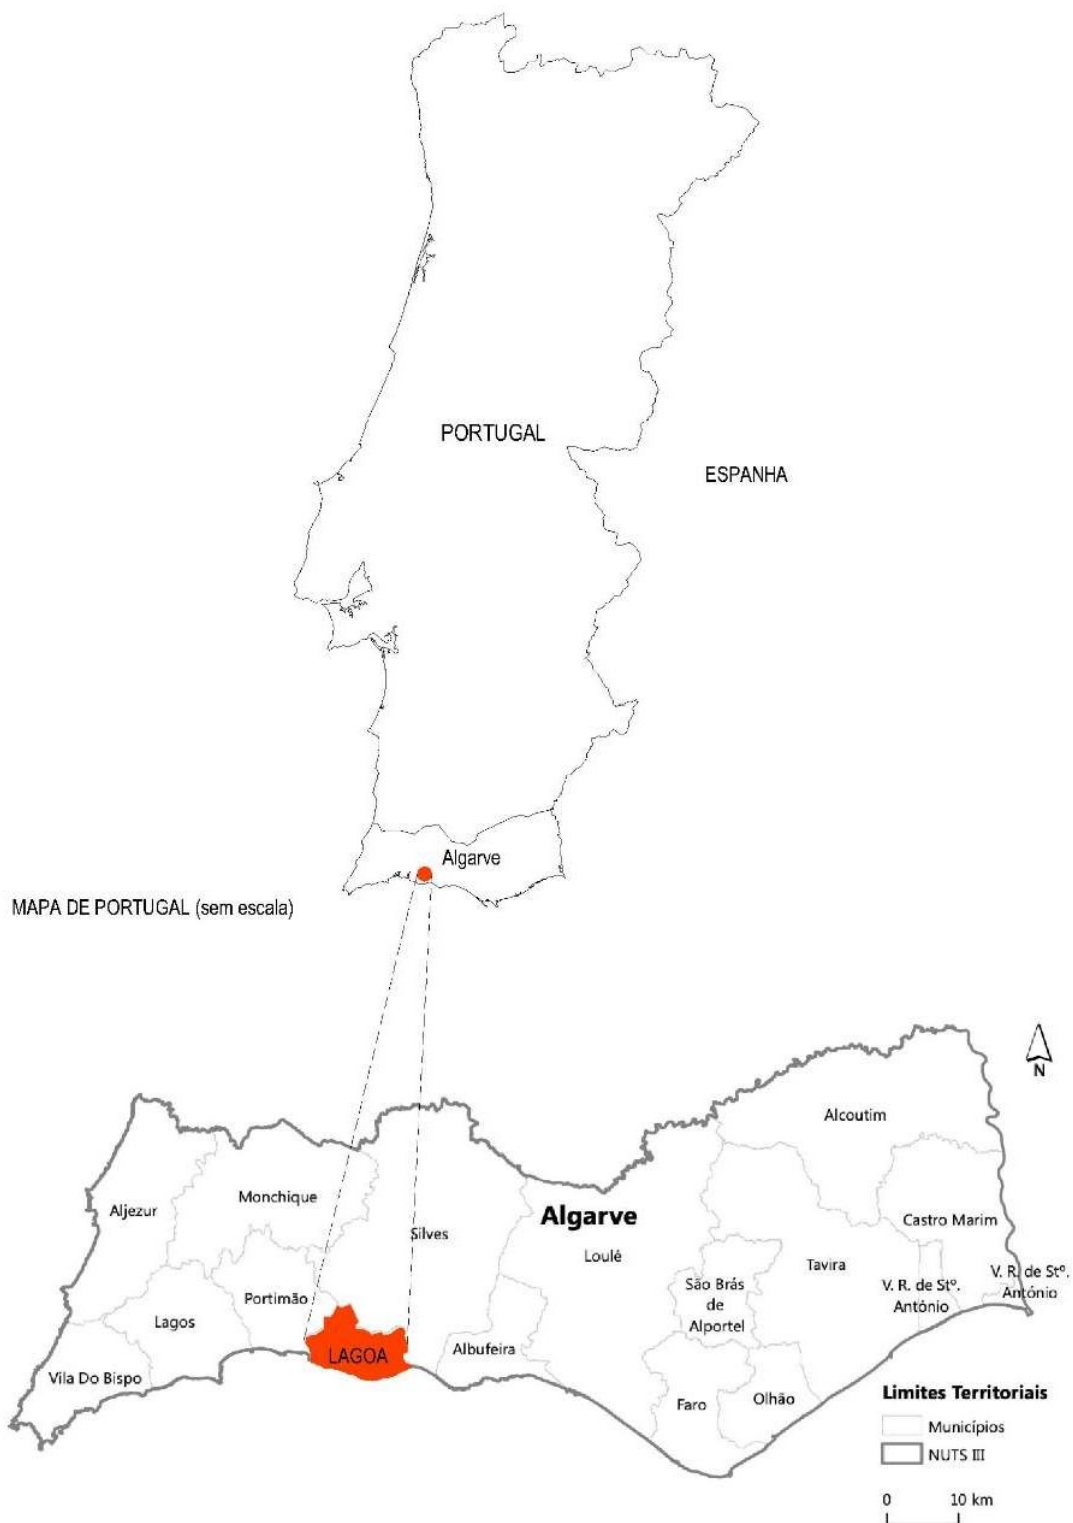 PORTUGAL
ESPANHA
Algarve
MAPA DE PORTUGAL (sem escala)
N
Alcoutim
Aljezur
Monchique
Algarve
Castro Marim
Silves
Loulé
Tavira
São Brás
de
Alportel
V. R. de Stº.
António
V. R. de Stº.
António
Portimão
Lagos
LAGOA
Albufeira
Vila Do Bispo
Faro
Olhão
Limites Territoriais
Municípios
NUTS III
0 10 km